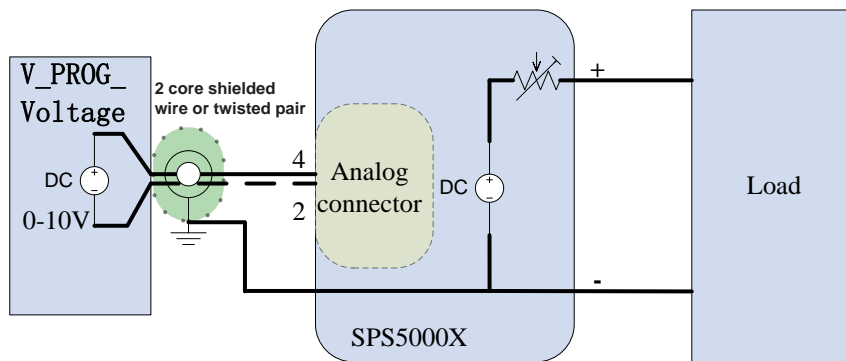 V_PROG_
Voltage
2 core shielded
wire or twisted pair
DC
+
-
0-10V
4
2
Analog
connector
DC
+
-
+
-
SPS5000X
Load